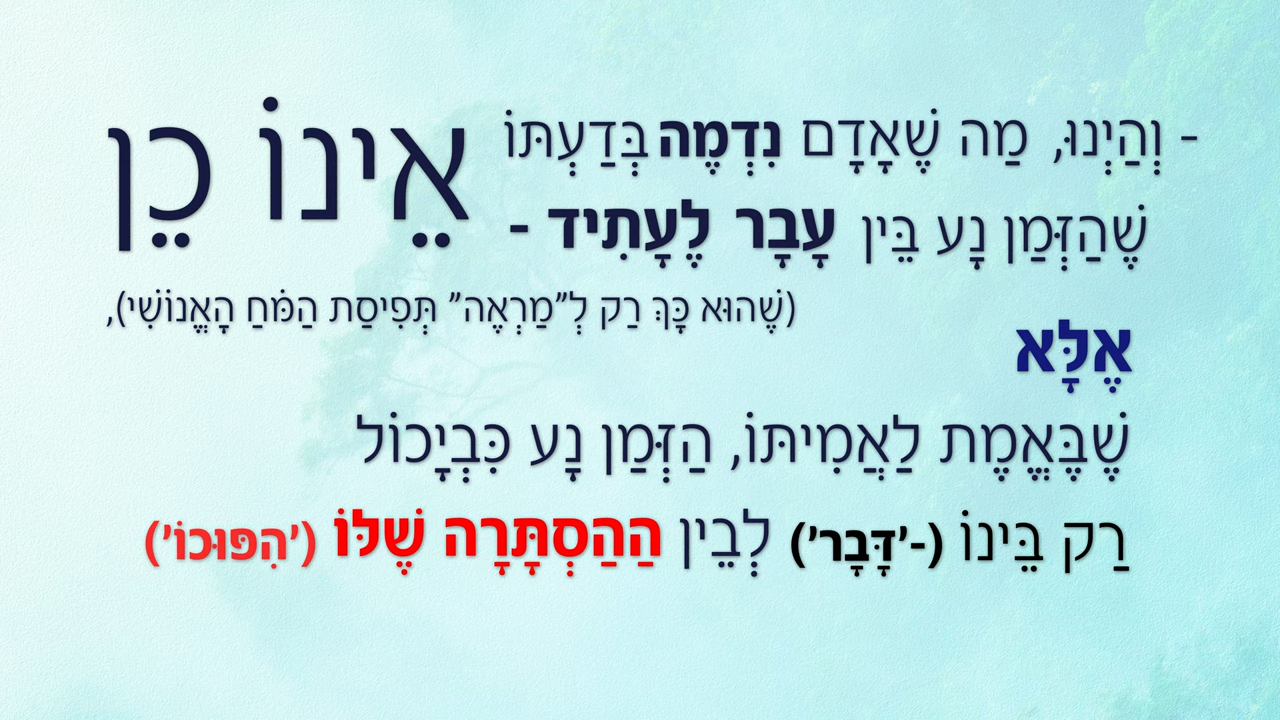 - וְהַיְנוּ, מַה שֶׁאָדָם נִדְמֶה בְּדַעְתּוֹ
שֶׁהַזְּמַן נָע בֵּין עָבָר לֶעָתִיד -
אֵינוֹ כֵן
(שֶׁהוּא כָּךְ רַק לְ"מַרְאֶה" תְּפִיסַת הַמֹּחַ הָאֱנוֹשִׁי),
אֶלָּא
שֶׁבֶּאֱמֶת לַאֲמִיתּוֹ, הַזְּמַן נָע כִּבְיָכוֹל
רַק בֵּינוֹ (-'דָּבָר') לְבֵין הַהַסְתָּרָה שֶׁלּוֹ ('הִפּוּכוֹ')